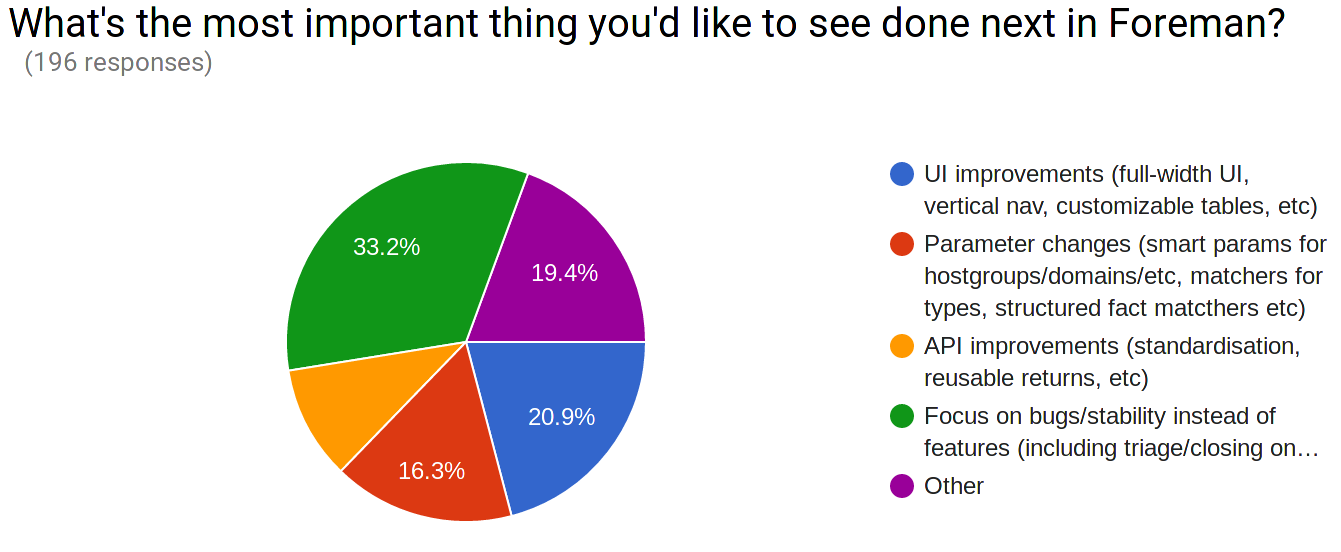 What's the most important thing you'd like to see done next in Foreman?
(196 responses)
33.2%
19.4%
20.9%
16.3%
UI improvements (full-width UI,
vertical nav, customizable tables, etc)
Parameter changes (smart params for
hostgroups/domains/etc, matchers for
types, structured fact matcthers etc)
API improvements (standardisation,
reusable returns, etc)
Focus on bugs/stability instead of
features (including triage/closing on…
Other